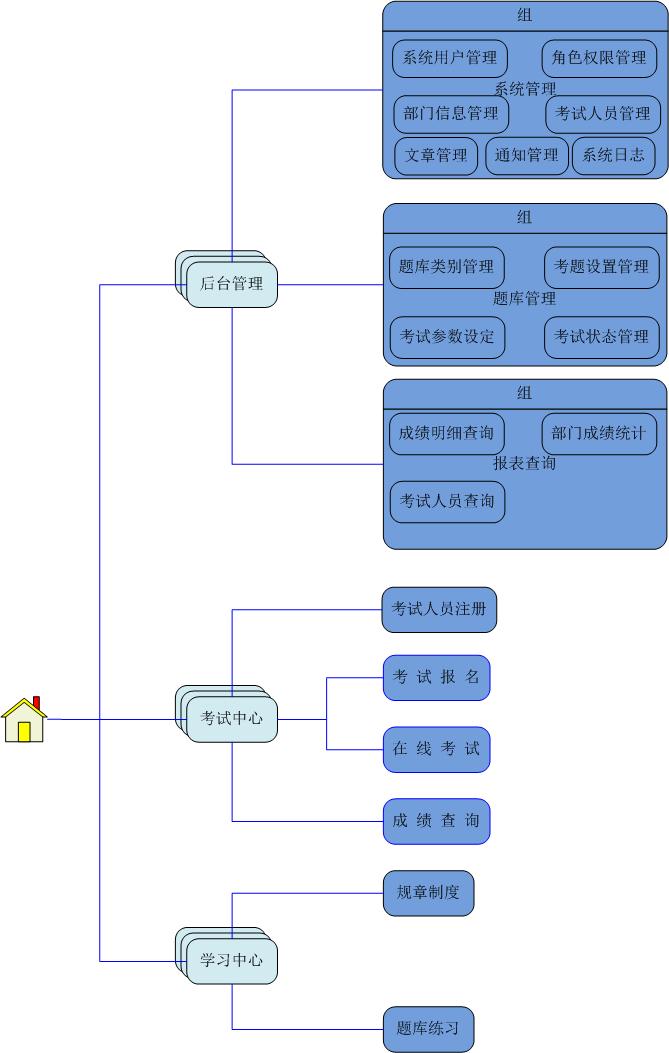 组
系统用户管理
角色权限管理
系统管理
部门信息管理
考试人员管理
文章管理
通知管理
系统日志
组
题库类别管理
考题设置管理
题库管理
考试参数设定
考试状态管理
后台管理
组
成绩明细查询
部门成绩统计
报表查询
考试人员查询
考试人员注册
考 试 报 名
考试中心
在 线 考 试
成 绩 查 询
规章制度
学习中心
题库练习